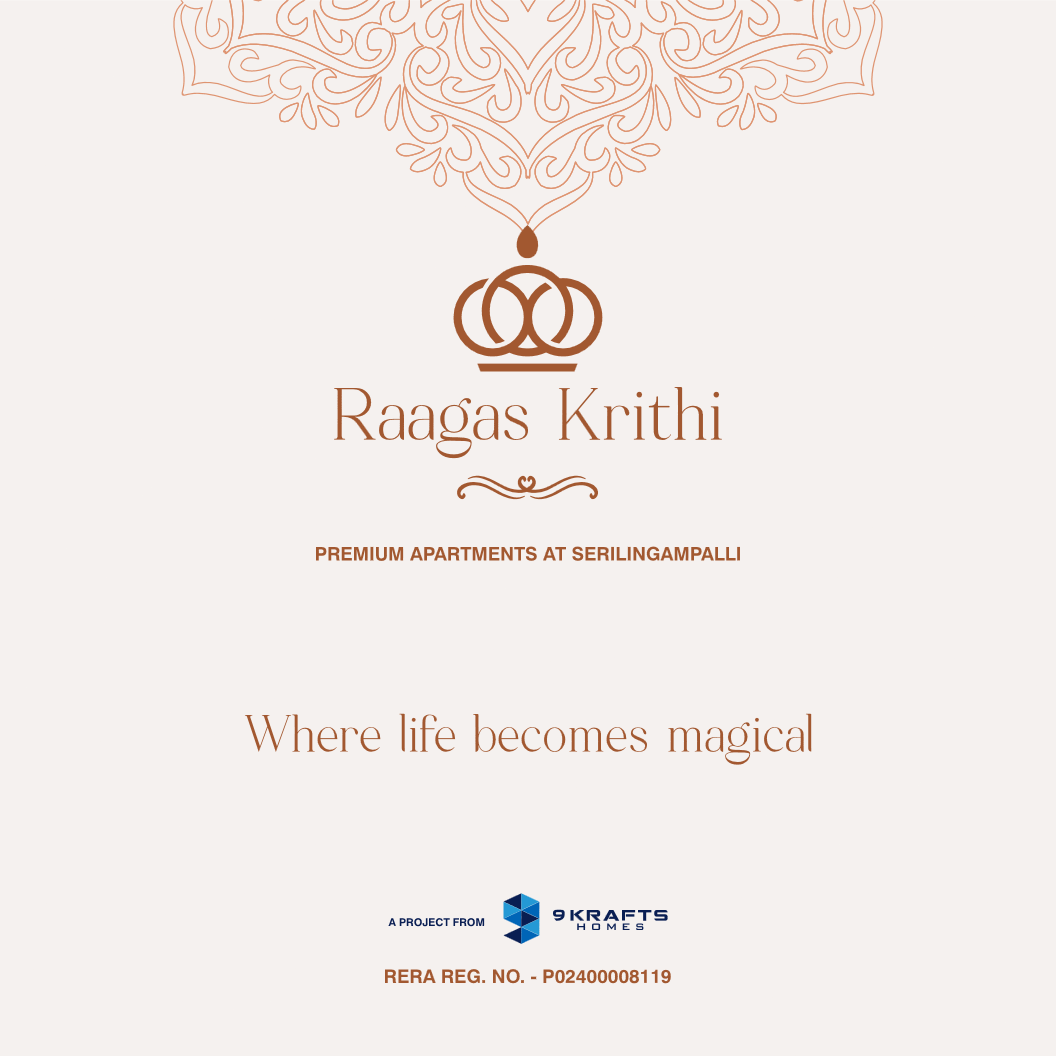 Raagas Krithi
PREMIUM APARTMENTS AT SERILINGAMPALLI
Where life becomes magical
A PROJECT FROM
9KRAFTS
HOMES
RERA REG. NO. - P02400008119